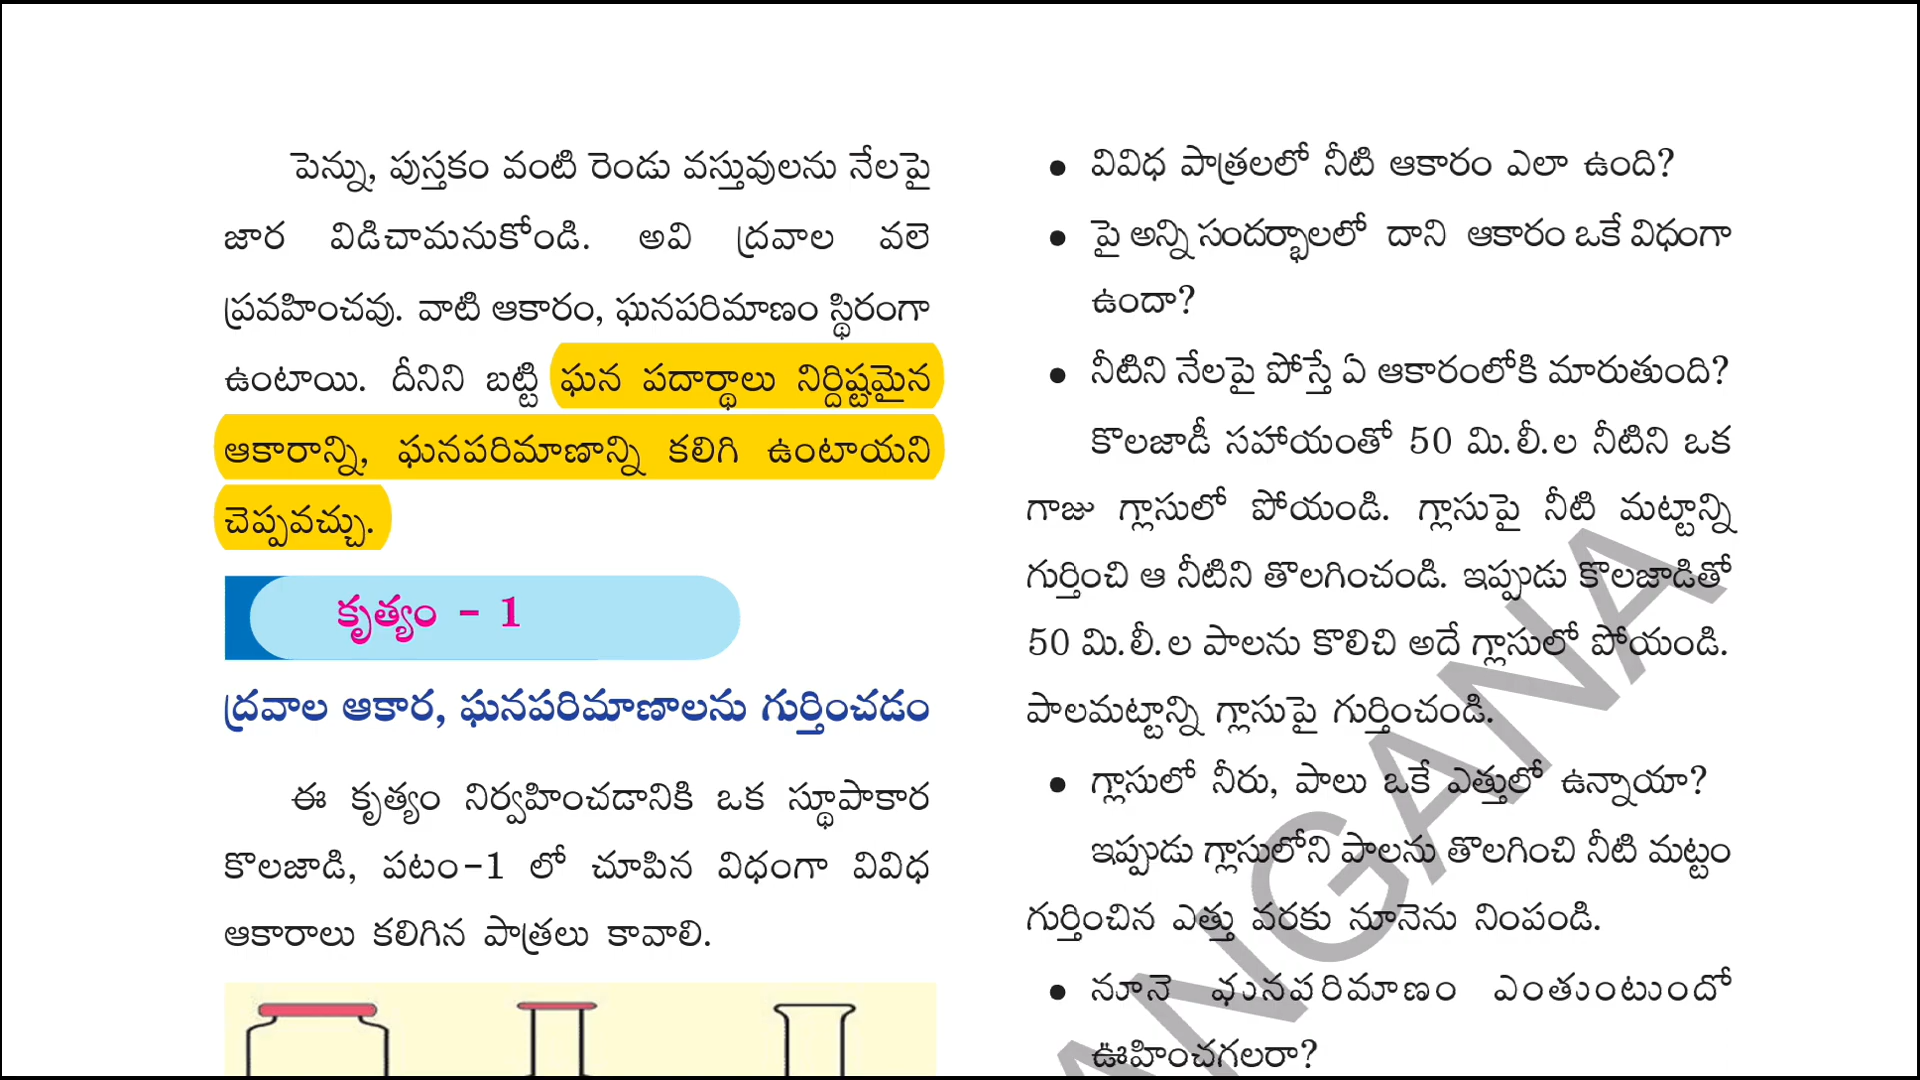 పెన్ను, పుస్తకం వంటి రెండు వస్తువులను నేలపై
జార విడిచామనుకోండి. అవి ద్రవాల వలె
ప్రవహించవు. వాటి ఆకారం, ఘనపరిమాణం స్థిరంగా
ఉంటాయి. దీనిని బట్టి ఘన పదార్థాలు నిర్దిష్టమైన
ఆకారాన్ని, ఘనపరిమాణాన్ని కలిగి ఉంటాయని
చెప్పవచ్చు.
కృత్యం - 1
ద్రవాల ఆకార, ఘనపరిమాణాలను గుర్తించడం
ఈ కృత్యం నిర్వహించడానికి ఒక స్థూపాకార
కొలజాడి, పటం-1 లో చూపిన విధంగా వివిధ
ఆకారాలు కలిగిన పాత్రలు కావాలి.
• వివిధ పాత్రలలో నీటి ఆకారం ఎలా ఉంది?
• పై అన్ని సందర్భాలలో దాని ఆకారం ఒకే విధంగా
ఉందా?
• నీటిని నేలపై పోస్తే ఏ ఆకారంలోకి మారుతుంది?
కొలజాడీ సహాయంతో 50 మి.లీ.ల నీటిని ఒక
గాజు గ్లాసులో పోయండి. గ్లాసుపై నీటి మట్టాన్ని
గుర్తించి ఆ నీటిని తొలగించండి. ఇప్పుడు కొలజాడితో
50 మి.లీ.ల పాలను కొలిచి అదే గ్లాసులో పోయండి.
పాలమట్టాన్ని గ్లాసుపై గుర్తించండి.
• గ్లాసులో నీరు, పాలు ఒకే ఎత్తులో ఉన్నాయా?
ఇప్పుడు గ్లాసులోని పాలను తొలగించి నీటి మట్టం
గుర్తించిన ఎత్తు వరకు నూనెను నింపండి.
• నూనె ఘనపరిమాణం ఎంతుంటుందో
ఊహించగలరా?
ANGANA